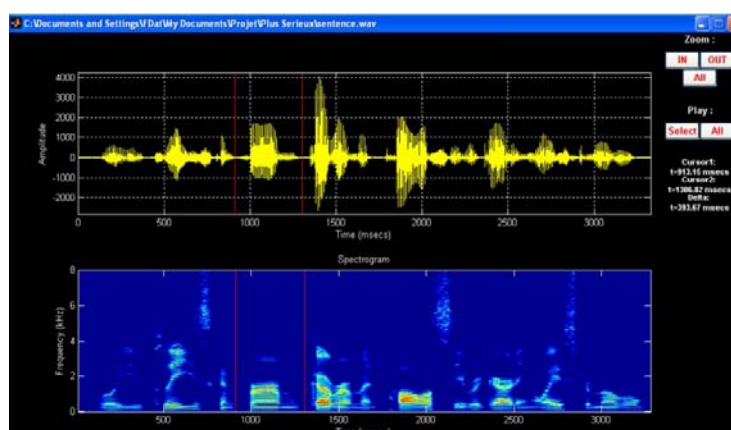 C:\Documents and Settings\FDat\My Documents\Projet\Plus Serieux\sentence.wav
Zoom :
IN OUT
All
Play :
Select All
Cursor1:
t=913.15 msecs
Cursor2:
t=1306.82 msecs
Delta:
t=393.67 msecs
Amplitude
4000
3000
2000
1000
0
-1000
-2000
0 500 1000 1500 2000 2500 3000
Time (msecs)
Spectrogram
Frequency (kHz)
8
6
4
2
0
0 500 1000 1500 2000 2500 3000